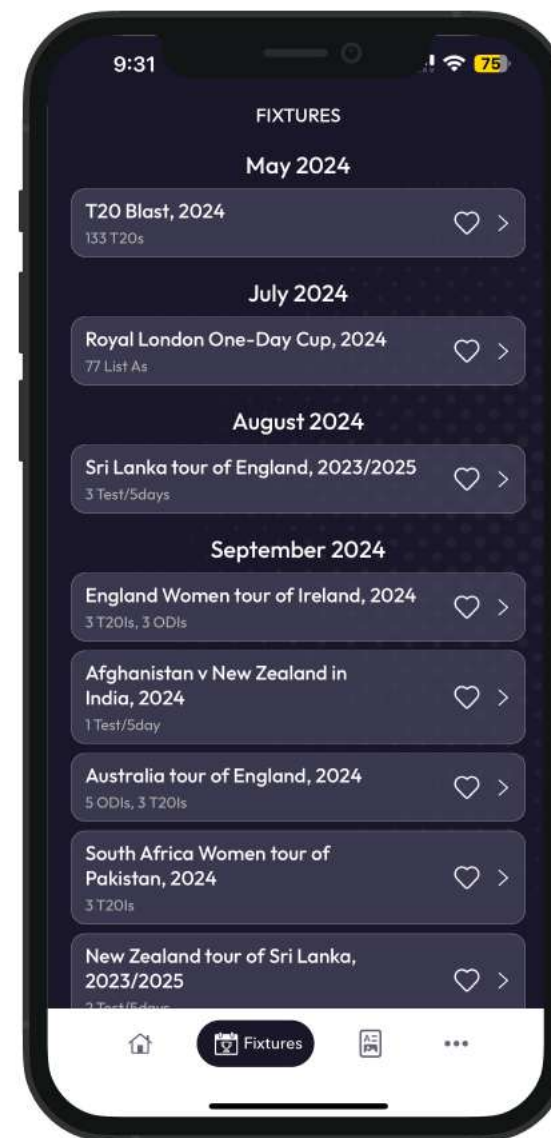 9:31
75
FIXTURES
May 2024
T20 Blast, 2024
133 T20s
July 2024
Royal London One-Day Cup, 2024
77 List As
August 2024
Sri Lanka tour of England, 2023/2025
3 Test/5days
September 2024
England Women tour of Ireland, 2024
3 T20Is, 3 ODIs
Afghanistan v New Zealand in
India, 2024
1 Test/5day
Australia tour of England, 2024
5 ODIs, 3 T20Is
South Africa Women tour of
Pakistan, 2024
3 T20Is
New Zealand tour of Sri Lanka,
2023/2025
2 Test/5days
Fixtures